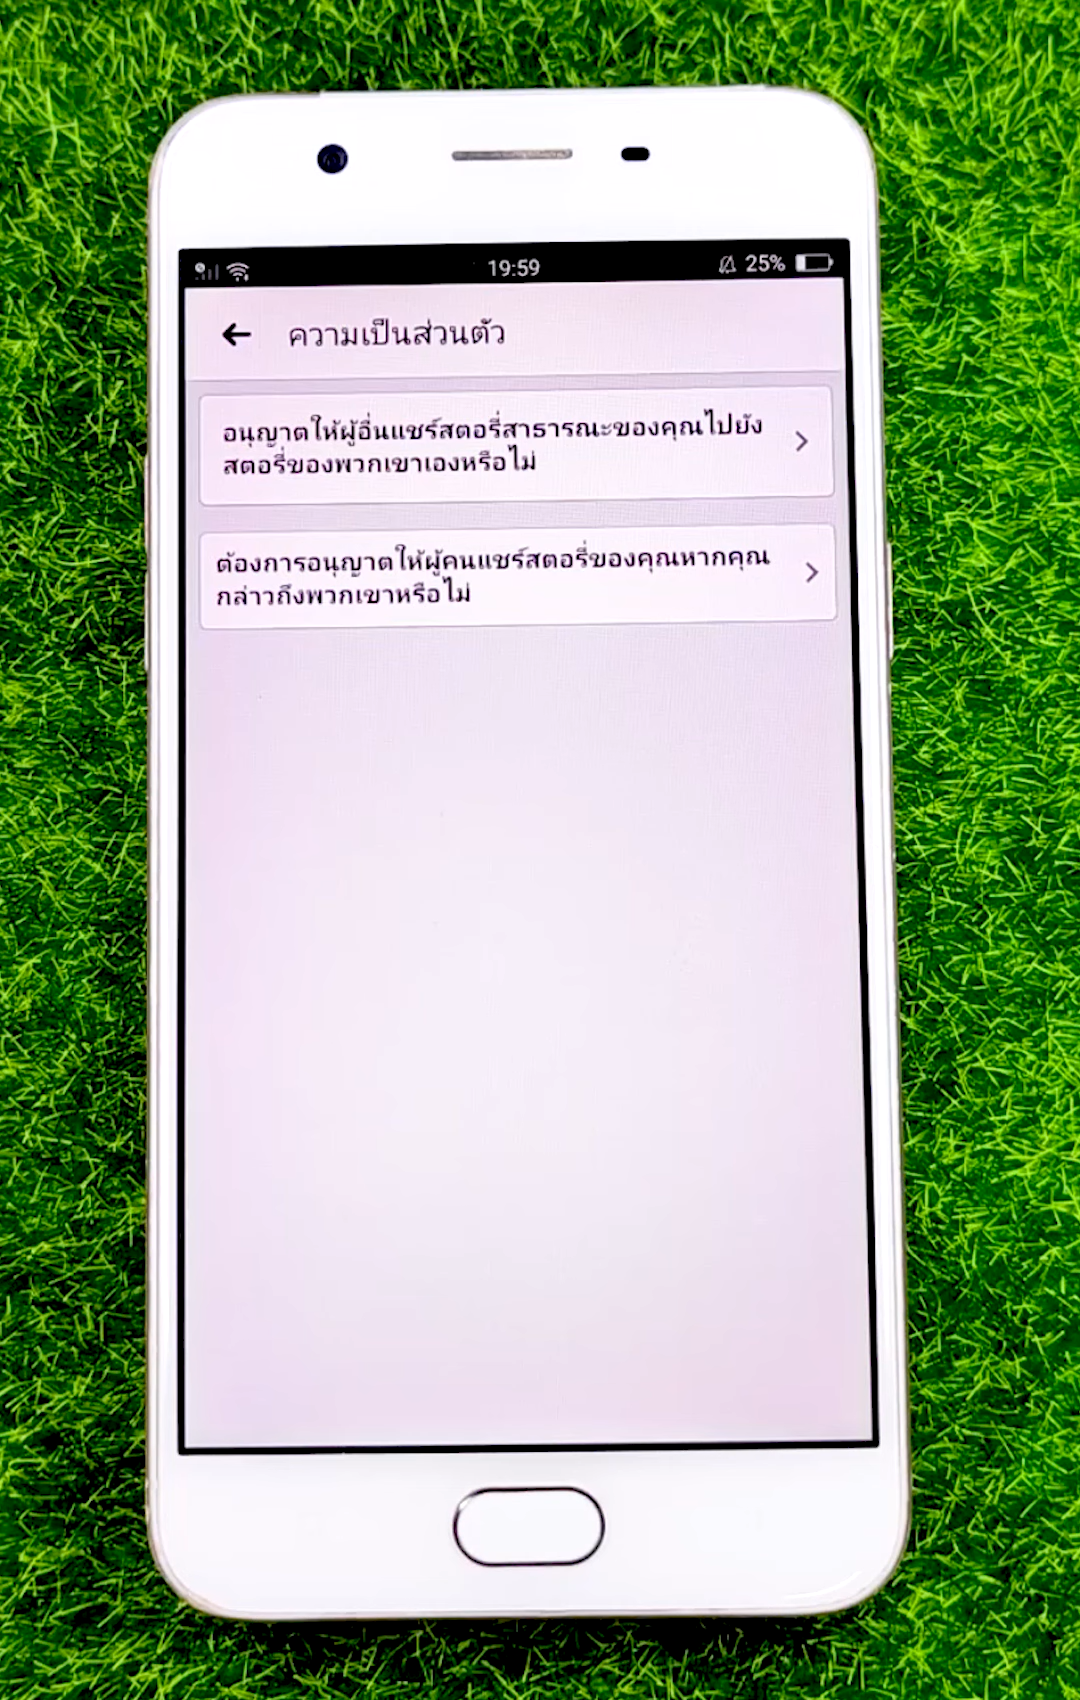 19:59
25%
ความเป็นส่วนตัว
อนุญาตให้ผู้อื่นแชร์สตอรี่สาธารณะของคุณไปยัง
สตอรี่ของพวกเขาเองหรือไม่
ต้องการอนุญาตให้ผู้คนแชร์สตอรี่ของคุณหากคุณ
กล่าวถึงพวกเขาหรือไม่